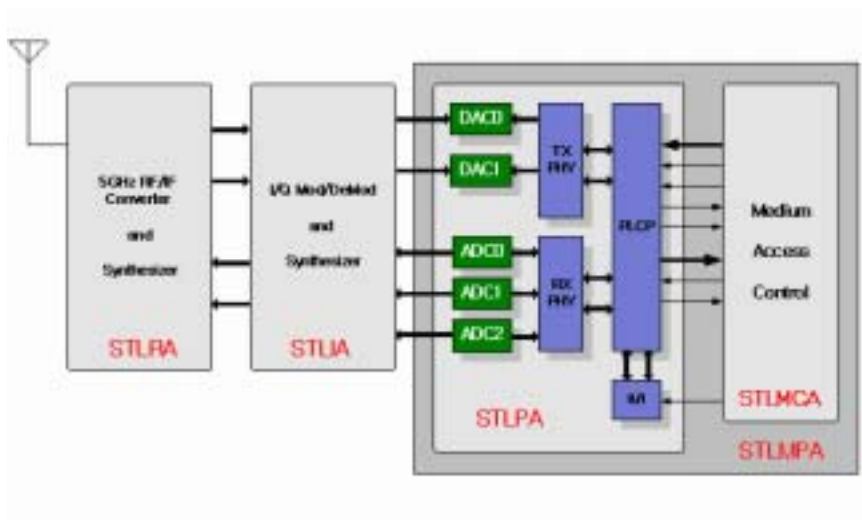 5GHz RF/IF
Converter
and
Synthesizer
STLRA
I/Q Mod/DeMod
and
Synthesizer
STLIA
DAC0
DAC1
ADC0
ADC1
ADC2
TX
PHY
RX
PHY
PLCP
STLPA
Medium
Access
Control
STLMCA
STLMPA